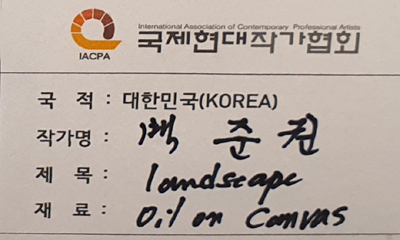 International Association of Contemporary Professional Artists
국제현대작가협회
IACPA
국 적 : 대한민국(KOREA)
작가명 : 준권
제 목 : landscape
재 료 : Oil on Canvas